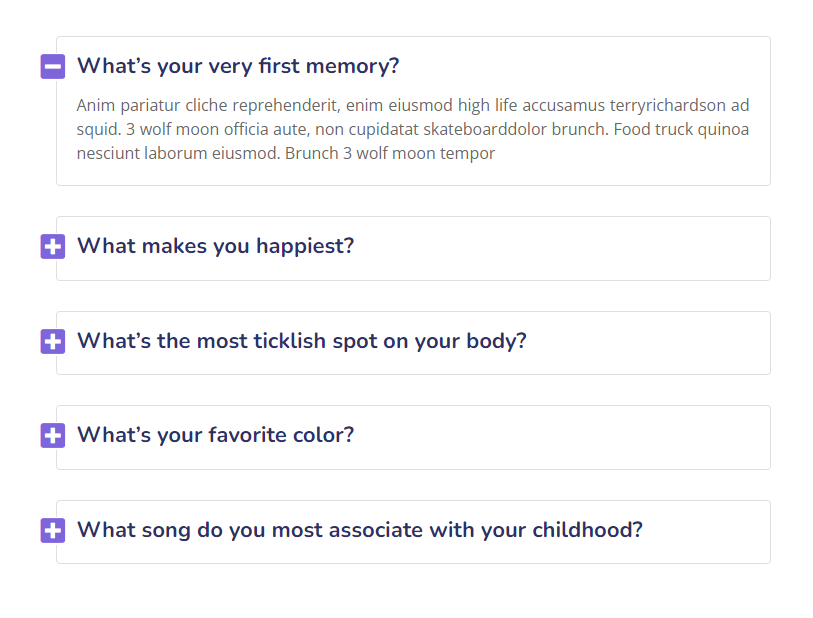 What’s your very first memory?
Anim pariatur cliche reprehenderit, enim eiusmod high life accusamus terryrichardson ad
squid. 3 wolf moon officia aute, non cupidatat skateboarddolor brunch. Food truck quinoa
nesciunt laborum eiusmod. Brunch 3 wolf moon tempor
What makes you happiest?
What’s the most ticklish spot on your body?
What’s your favorite color?
What song do you most associate with your childhood?